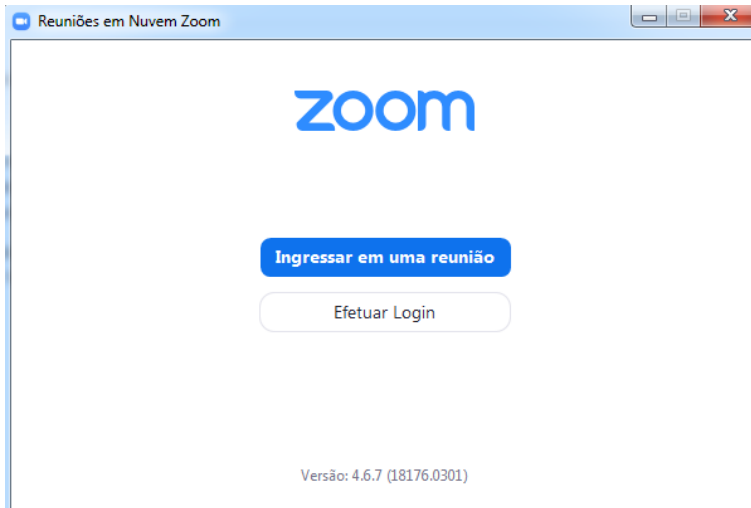 Reuniões em Nuvem Zoom
zoom
Ingressar em uma reunião
Efetuar Login
Versão: 4.6.7 (18176.0301)